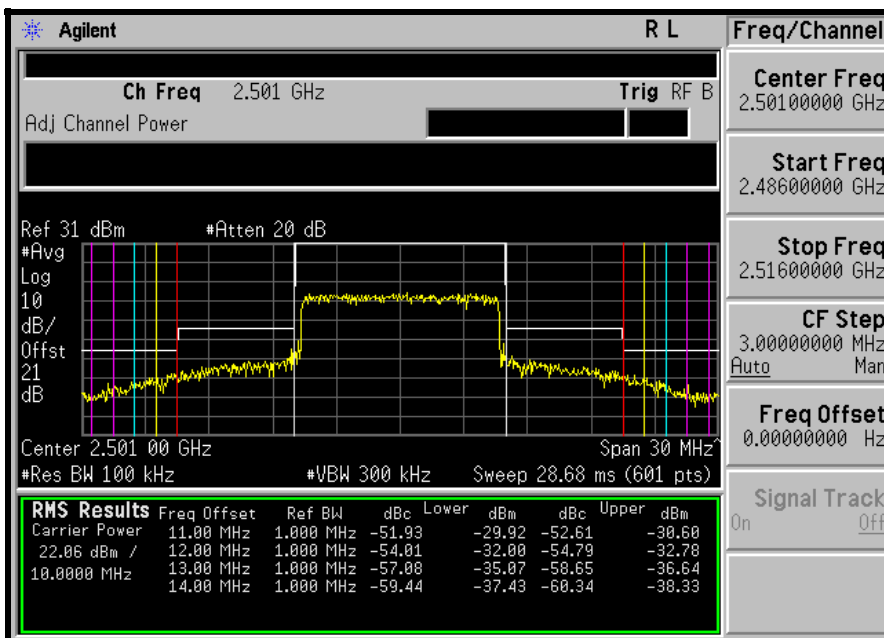 Agilent R L Freq/Channel
Ch Freq 2.501 GHz Trig RF B
Adj Channel Power
Center Freq
2.50100000 GHz
Start Freq
2.48600000 GHz
Stop Freq
2.51600000 GHz
CF Step
3.00000000 MHz
Auto Man
Freq Offset
0.00000000 Hz
Signal Track
On Off
Ref 31 dBm #Atten 20 dB
#Avg
Log
10
dB/
Offst
21
dB
Center 2.501 00 GHz Span 30 MHz^
#Res BW 100 kHz #VBW 300 kHz Sweep 28.68 ms (601 pts)
RMS Results Freq Offset Ref BW dBc Lower dBm dBc Upper dBm
Carrier Power 11.00 MHz 1.000 MHz -51.93 -29.92 -52.61 -30.60
22.06 dBm / 12.00 MHz 1.000 MHz -54.01 -32.00 -54.79 -32.78
10.0000 MHz 13.00 MHz 1.000 MHz -57.08 -35.07 -58.65 -36.64
14.00 MHz 1.000 MHz -59.44 -37.43 -60.34 -38.33